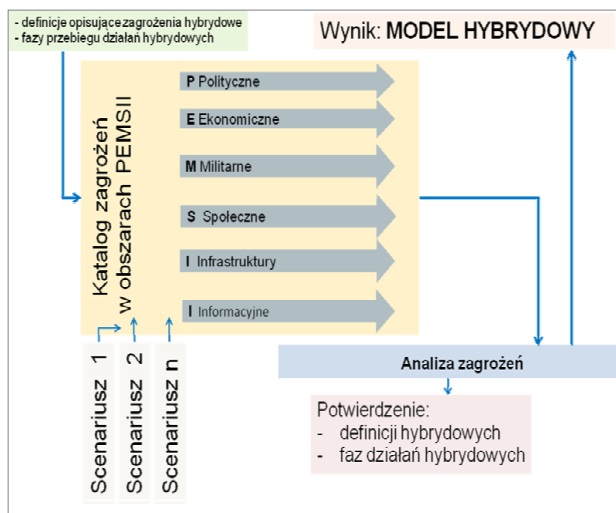 - definicje opisujące zagrożenia hybrydowe
- fazy przebiegu działań hybrydowych
Wynik: MODEL HYBRYDOWY
Katalog zagrożeń
w obszarach PEMSII
P Polityczne
E Ekonomiczne
M Militarne
S Społeczne
I Infrastruktury
I Informacyjne
Scenariusz 1
Scenariusz 2
Scenariusz n
Analiza zagrożeń
Potwierdzenie:
- definicji hybrydowych
- faz działań hybrydowych